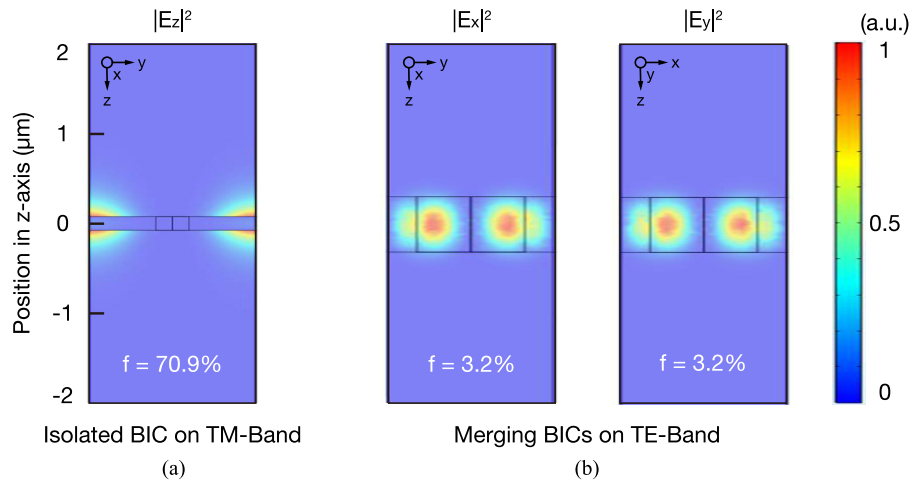 |Ez|² |Ex|² |Ey|² (a.u.)
2 1
y x z
y x z
x y z
1
Position in z-axis (μm)
0 0.5
-1
f = 70.9% f = 3.2% f = 3.2%
-2 0
Isolated BIC on TM-Band Merging BICs on TE-Band
(a) (b)